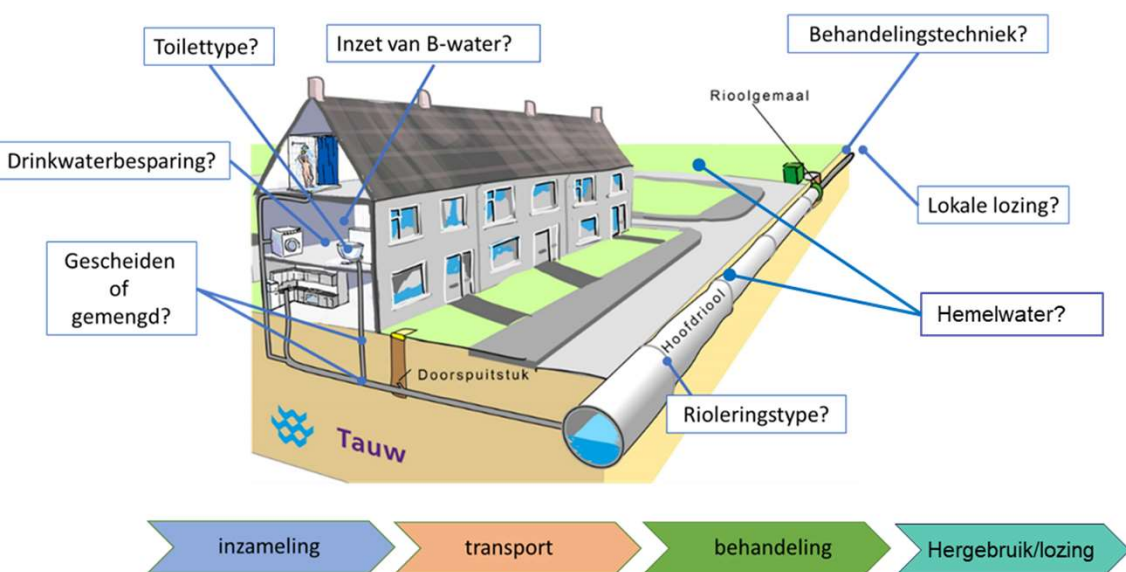 Toilettype?
Inzet van B-water?
Behandelingstechniek?
Rioolgemaal
Drinkwaterbesparing?
Lokale lozing?
Gescheiden
of
gemengd?
Hemelwater?
Hoofdriool
Doorspuitstuk
Rioleringstype?
Tauw
inzameling
transport
behandeling
Hergebruik/lozing